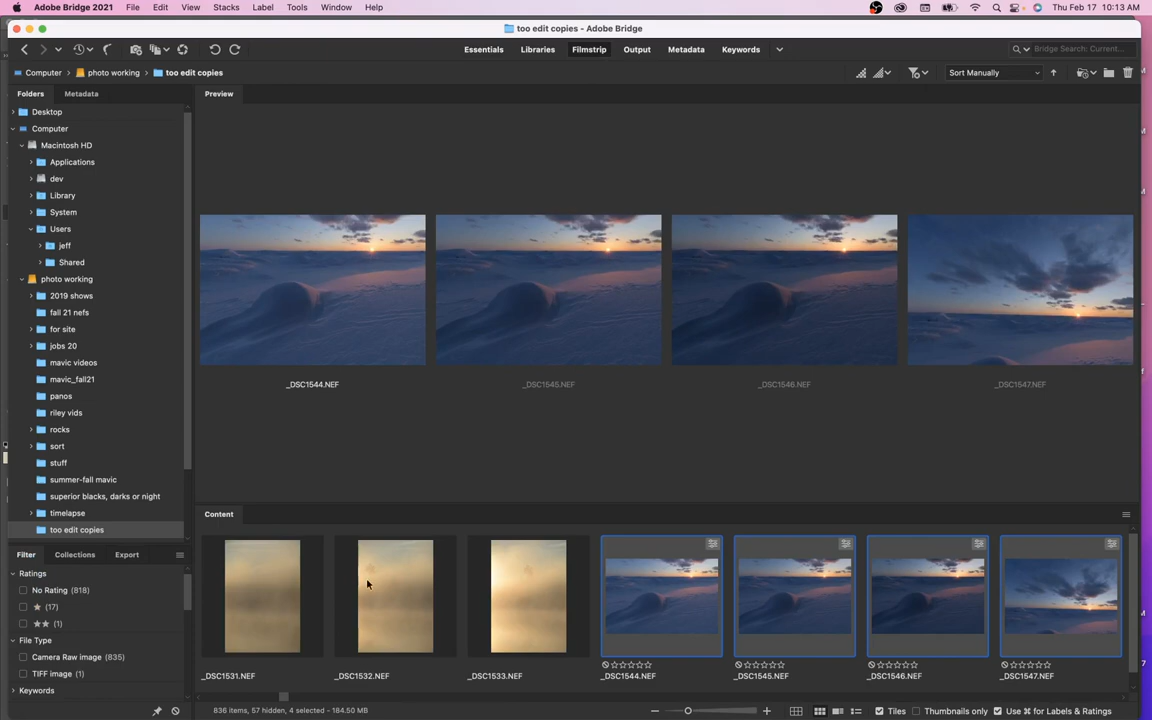 Adobe Bridge 2021 File Edit View Stacks Label Tools Window Help Thu Feb 17 10:13 AM
too edit copies - Adobe Bridge
Essentials Libraries Filmstrip Output Metadata Keywords Bridge Search: Current...
Computer > photo working > too edit copies Sort Manually
Folders Metadata
Preview
Desktop
Computer
Macintosh HD
Applications
dev
Library
System
Users
jeff
Shared
photo working
2019 shows
fall 21 nefs
for site
jobs 20
mavic videos
mavic_fall21
panos
riley vids
rocks
sort
stuff
summer-fall mavic
superior blacks, darks or night
timelapse
too edit copies
_DSC1544.NEF _DSC1545.NEF _DSC1546.NEF _DSC1547.NEF
Content
Filter Collections Export
Ratings
No Rating (818)
★ (17)
★★ (1)
File Type
Camera Raw image (835)
TIFF image (1)
Keywords
_DSC1531.NEF _DSC1532.NEF _DSC1533.NEF _DSC1544.NEF _DSC1545.NEF _DSC1546.NEF _DSC1547.NEF
836 items, 57 hidden, 4 selected - 184.50 MB Tiles Thumbnails only Use ⌘ for Labels & Ratings